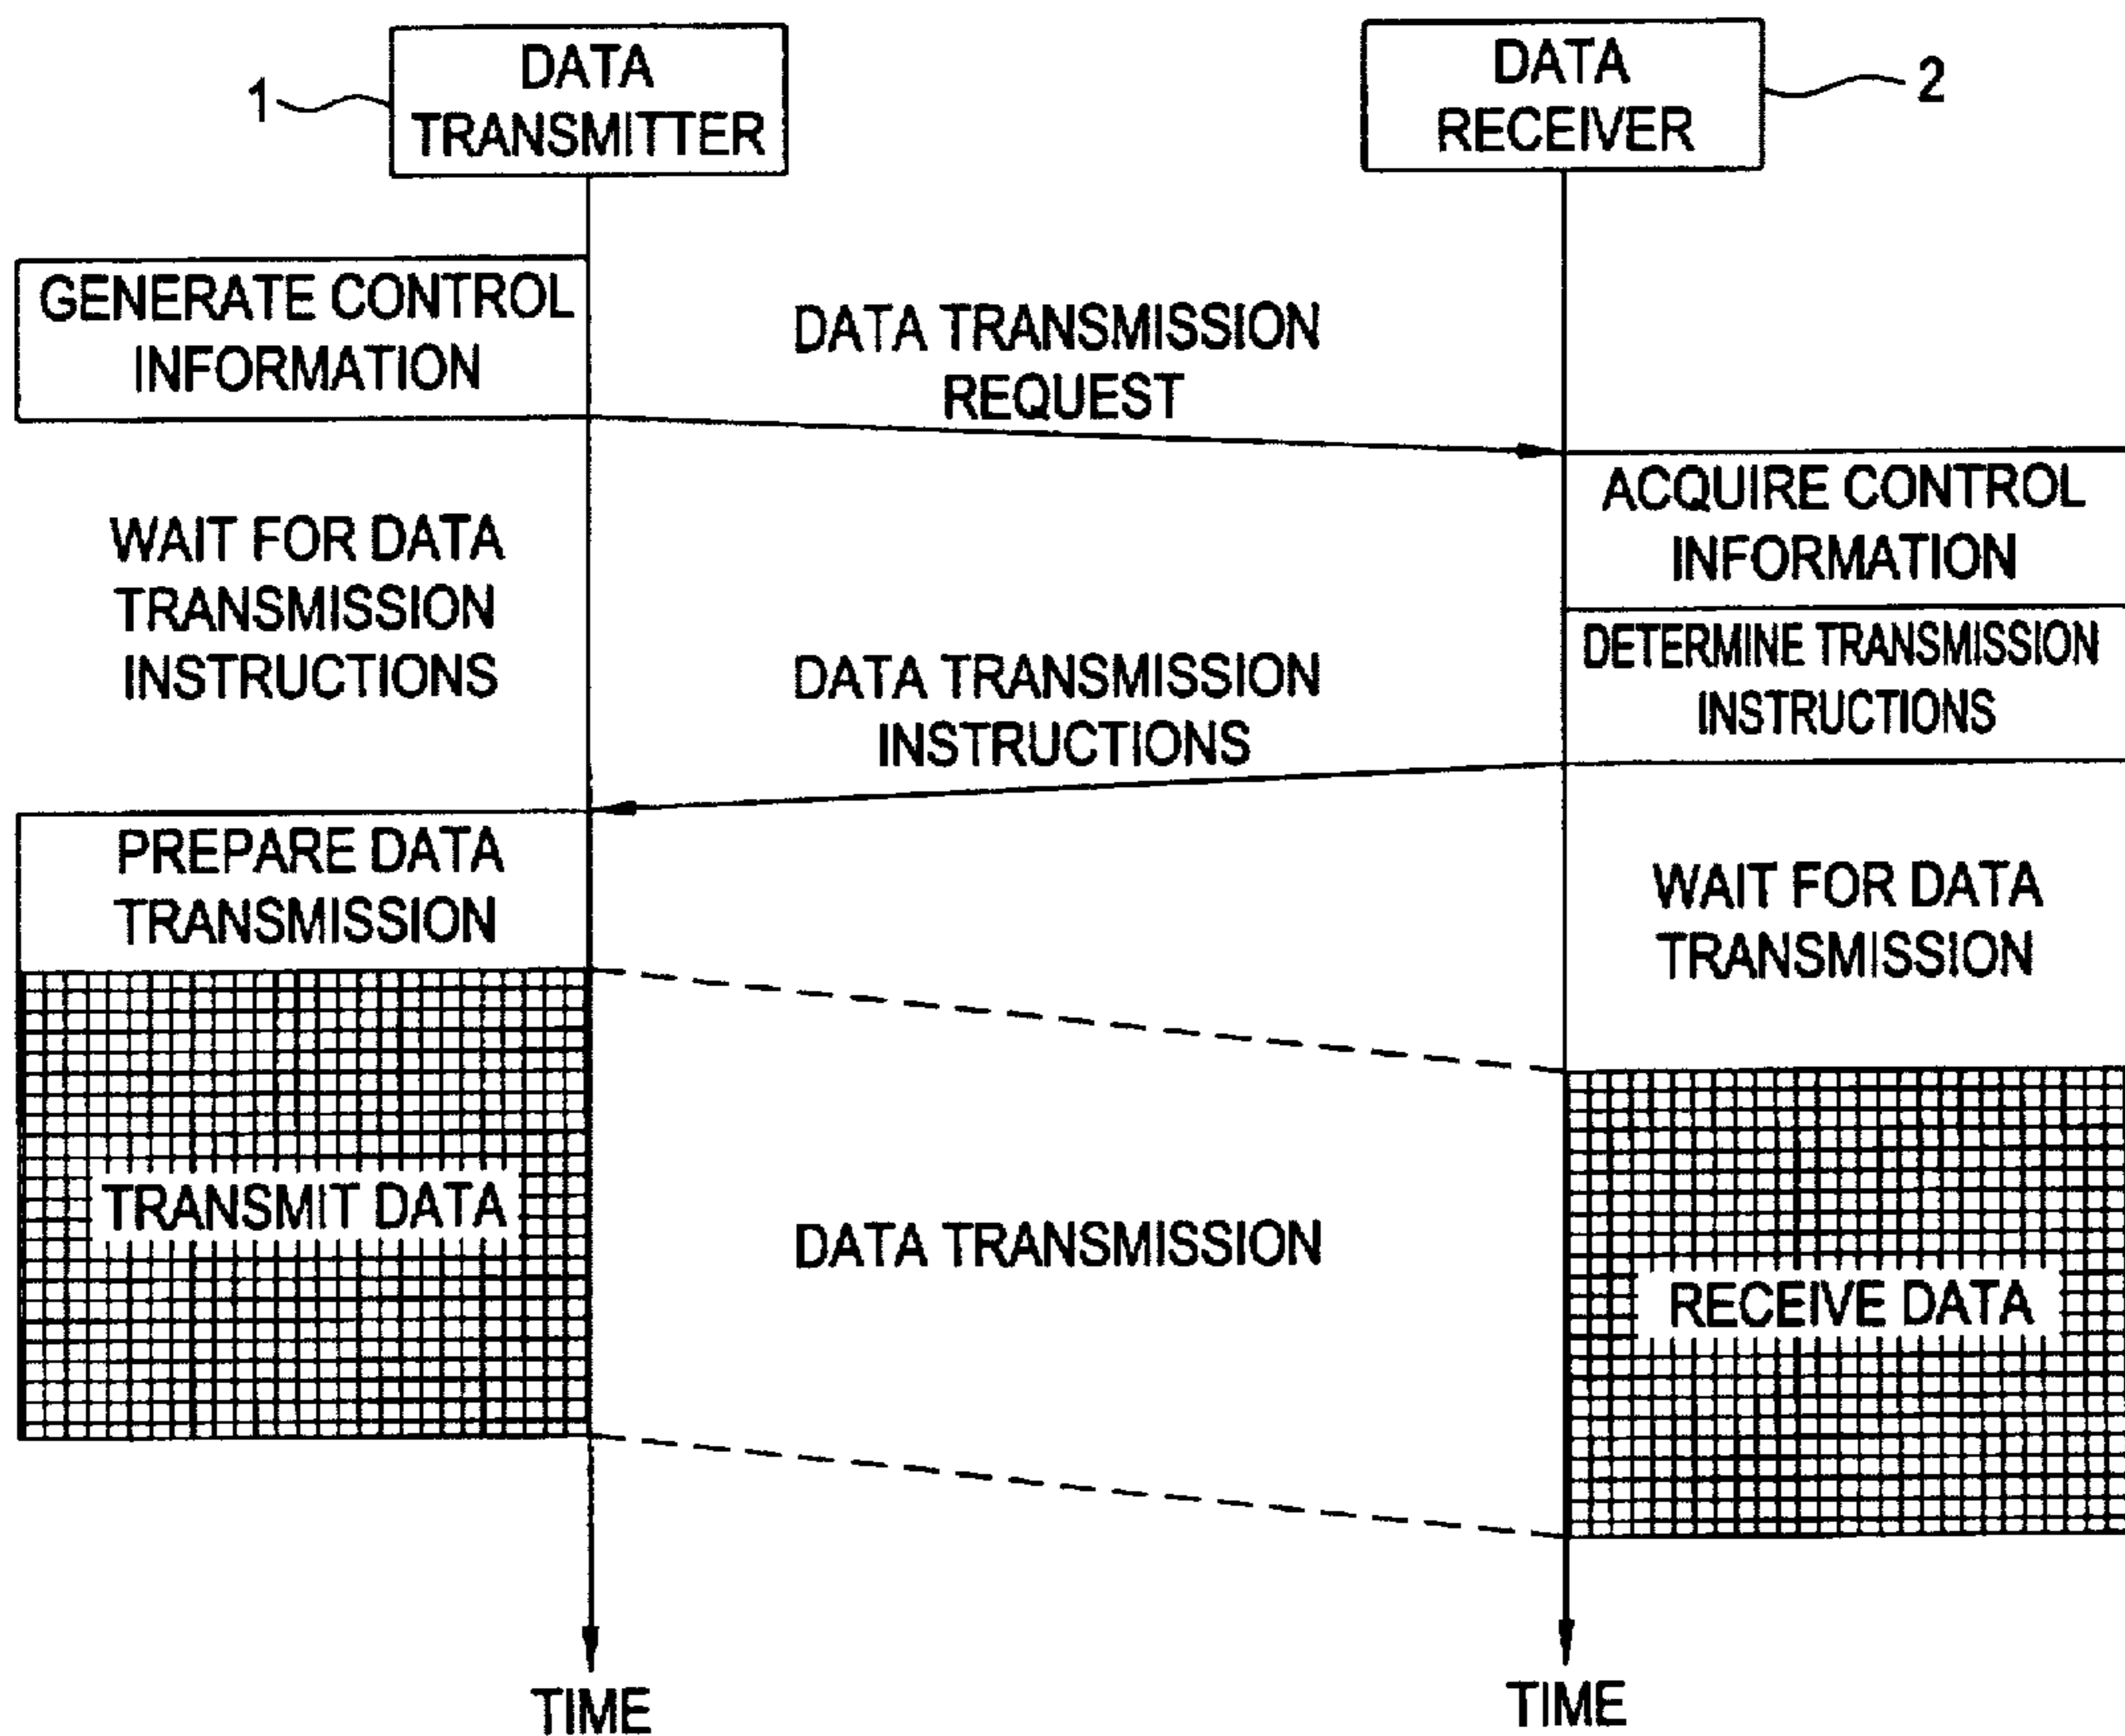 1
DATA
TRANSMITTER
DATA
RECEIVER
2
GENERATE CONTROL
INFORMATION
DATA TRANSMISSION
REQUEST
ACQUIRE CONTROL
INFORMATION
WAIT FOR DATA
TRANSMISSION
INSTRUCTIONS
DETERMINE TRANSMISSION
INSTRUCTIONS
DATA TRANSMISSION
INSTRUCTIONS
PREPARE DATA
TRANSMISSION
WAIT FOR DATA
TRANSMISSION
TRANSMIT DATA
DATA TRANSMISSION
RECEIVE DATA
TIME
TIME